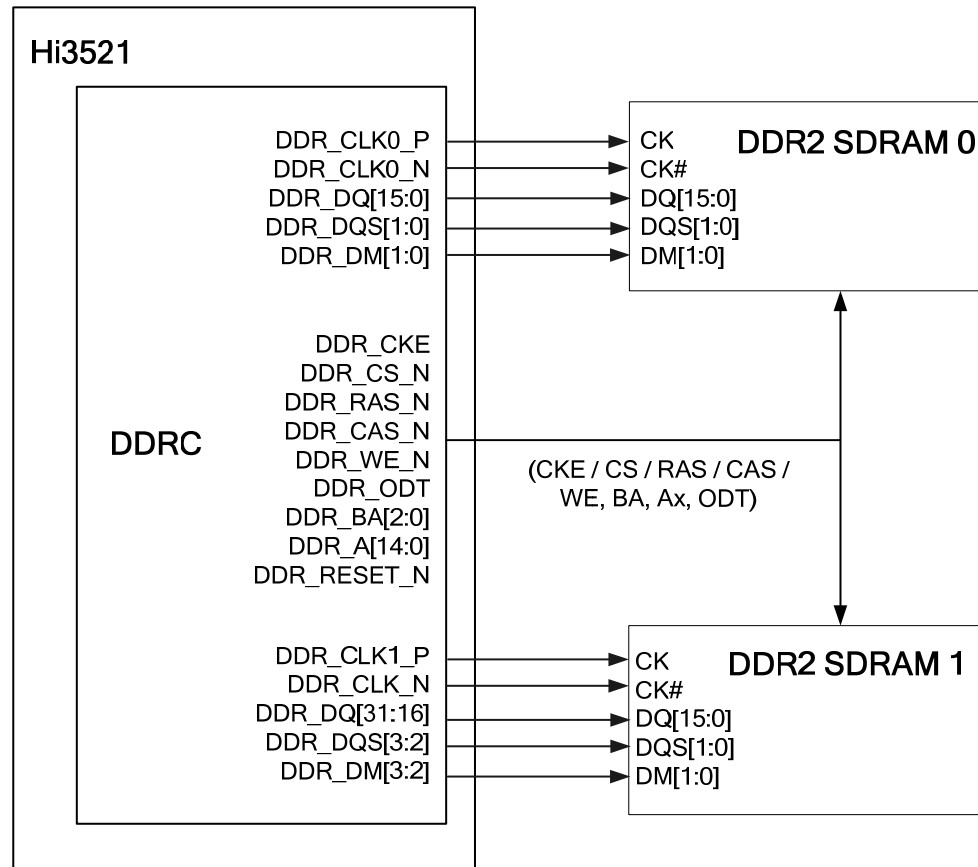 Hi3521
DDR_CLK0_P
DDR_CLK0_N
DDR_DQ[15:0]
DDR_DQS[1:0]
DDR_DM[1:0]
CK
CK#
DQ[15:0]
DQS[1:0]
DM[1:0]
DDR2 SDRAM 0
DDR_CKE
DDR_CS_N
DDR_RAS_N
DDR_CAS_N
DDR_WE_N
DDR_ODT
DDR_BA[2:0]
DDR_A[14:0]
DDR_RESET_N
DDRC
(CKE / CS / RAS / CAS /
WE, BA, Ax, ODT)
DDR_CLK1_P
DDR_CLK_N
DDR_DQ[31:16]
DDR_DQS[3:2]
DDR_DM[3:2]
CK
CK#
DQ[15:0]
DQS[1:0]
DM[1:0]
DDR2 SDRAM 1